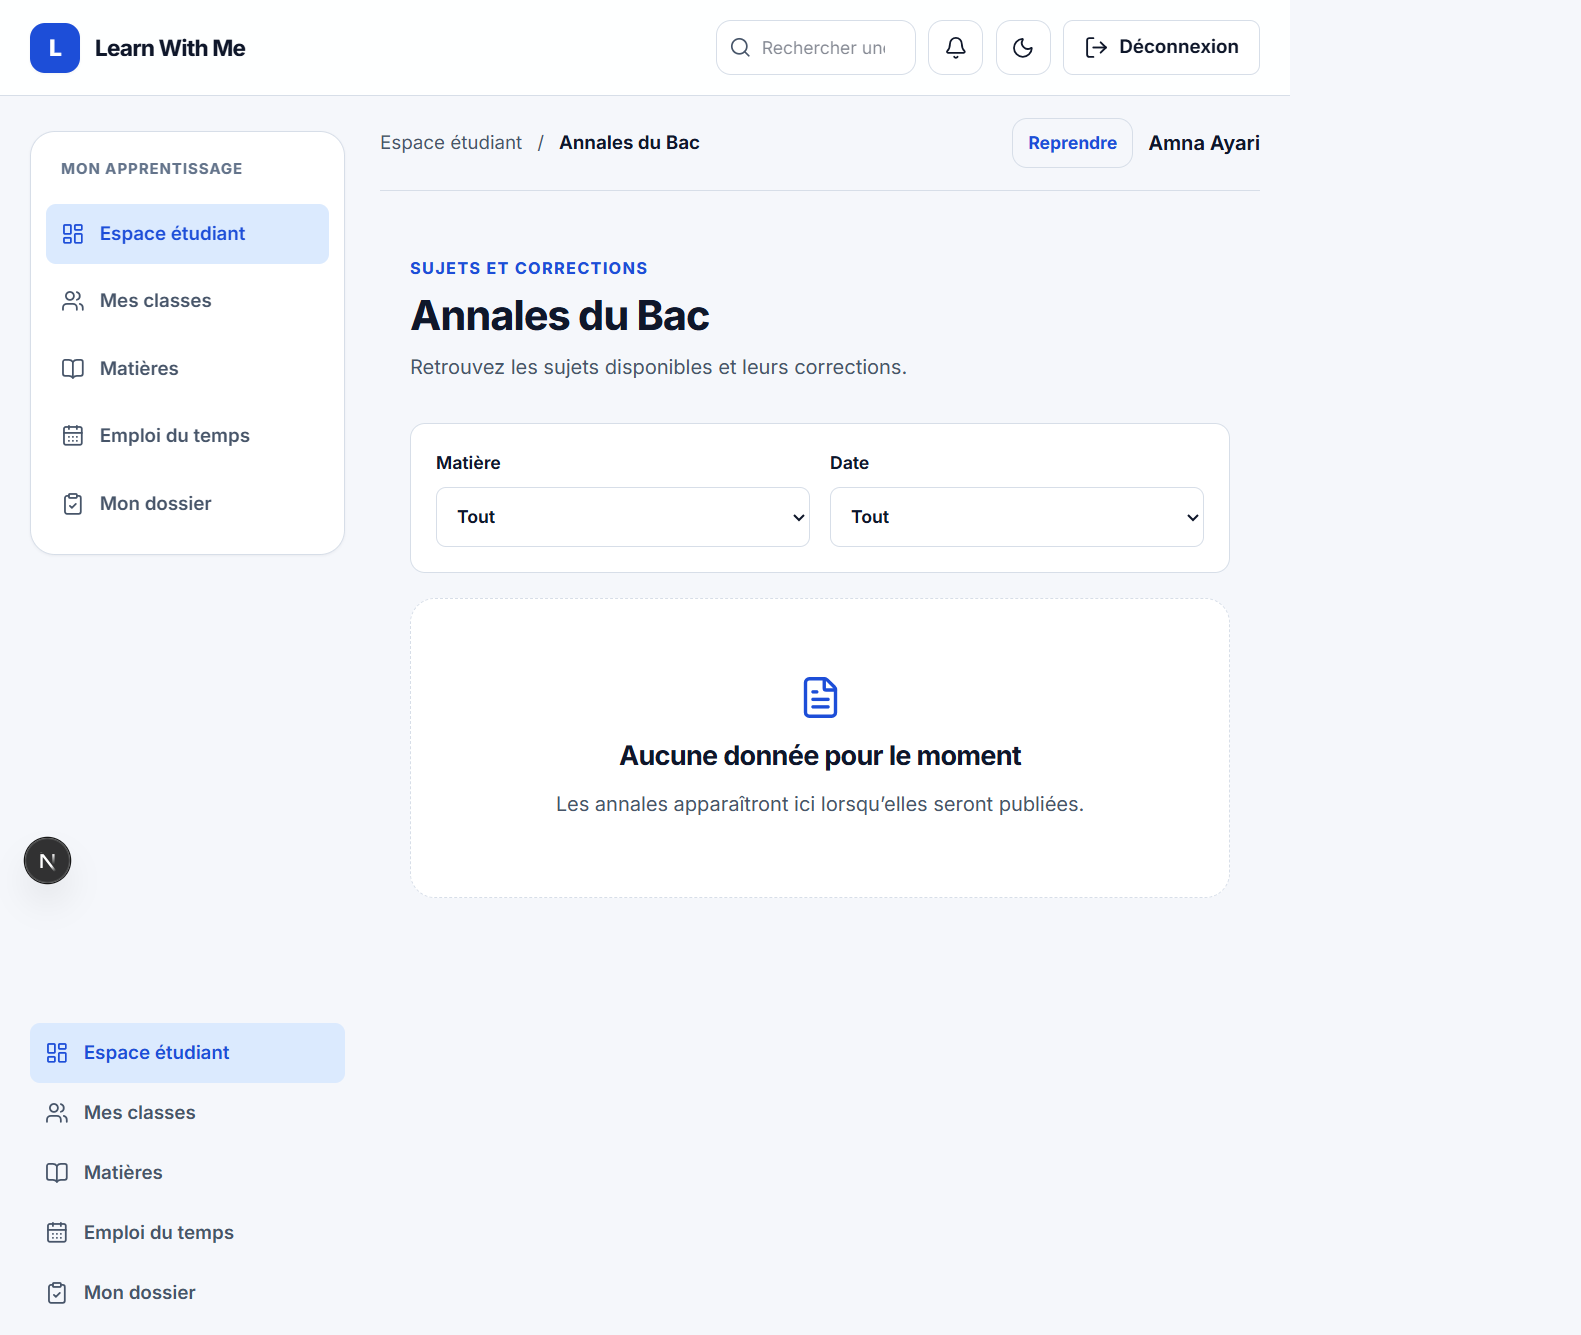 L Learn With Me
Rechercher un
Déconnexion
MON APPRENTISSAGE
Espace étudiant
Mes classes
Matières
Emploi du temps
Mon dossier
Espace étudiant / Annales du Bac
Reprendre
Amna Ayari
SUJETS ET CORRECTIONS
Annales du Bac
Retrouvez les sujets disponibles et leurs corrections.
Matière
Tout
Date
Tout
Aucune donnée pour le moment
Les annales apparaîtront ici lorsqu’elles seront publiées.
N
Espace étudiant
Mes classes
Matières
Emploi du temps
Mon dossier